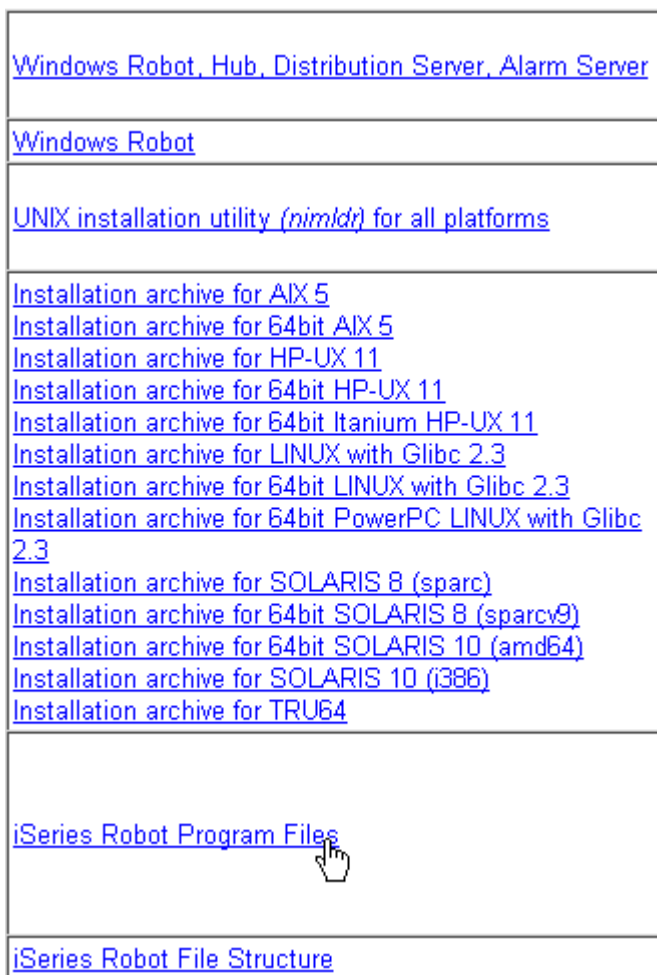 Windows Robot, Hub, Distribution Server, Alarm Server
Windows Robot
UNIX installation utility (nimldr) for all platforms
Installation archive for AIX 5
Installation archive for 64bit AIX 5
Installation archive for HP-UX 11
Installation archive for 64bit HP-UX 11
Installation archive for 64bit Itanium HP-UX 11
Installation archive for LINUX with Glibc 2.3
Installation archive for 64bit LINUX with Glibc 2.3
Installation archive for 64bit PowerPC LINUX with Glibc
2.3
Installation archive for SOLARIS 8 (sparc)
Installation archive for 64bit SOLARIS 8 (sparcv9)
Installation archive for 64bit SOLARIS 10 (amd64)
Installation archive for SOLARIS 10 (i386)
Installation archive for TRU64
iSeries Robot Program Files
iSeries Robot File Structure